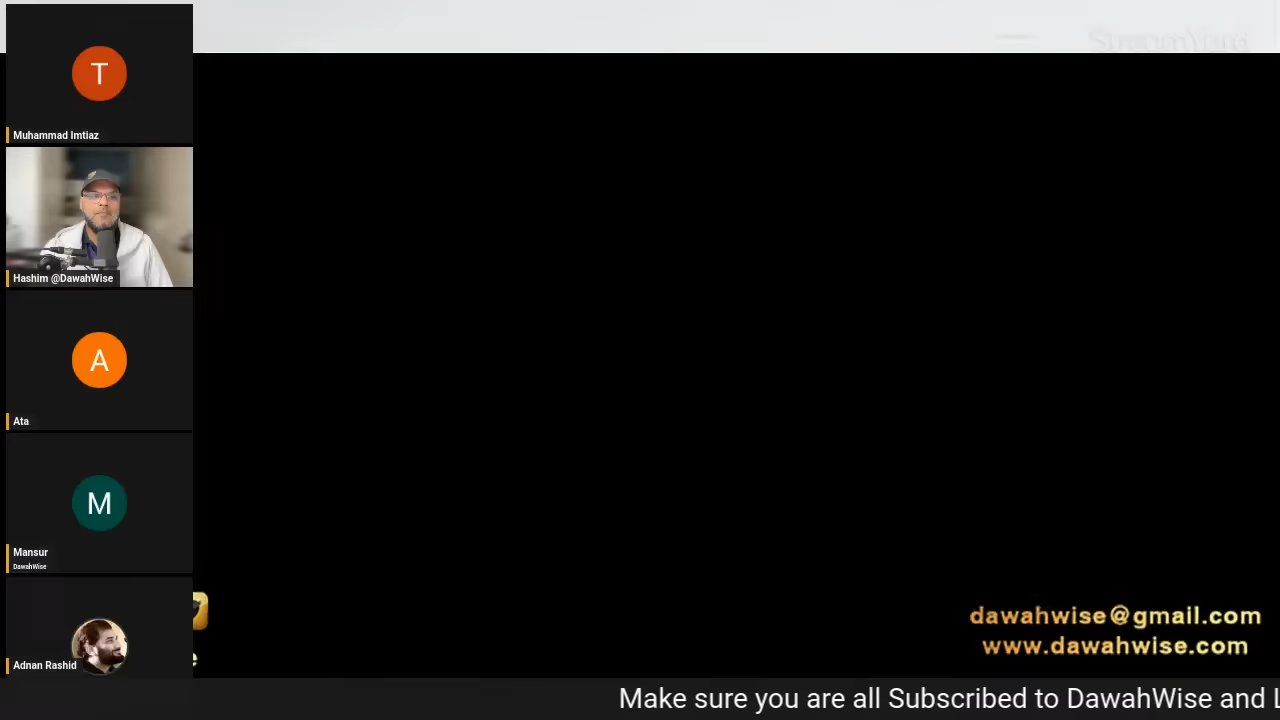 StreamYard
T
Muhammad Imtiaz
Hashim @DawahWise
A
Ata
M
Mansur
DawahWise
Adnan Rashid
e
dawahwise@gmail.com
www.dawahwise.com
Make sure you are all Subscribed to DawahWise and L